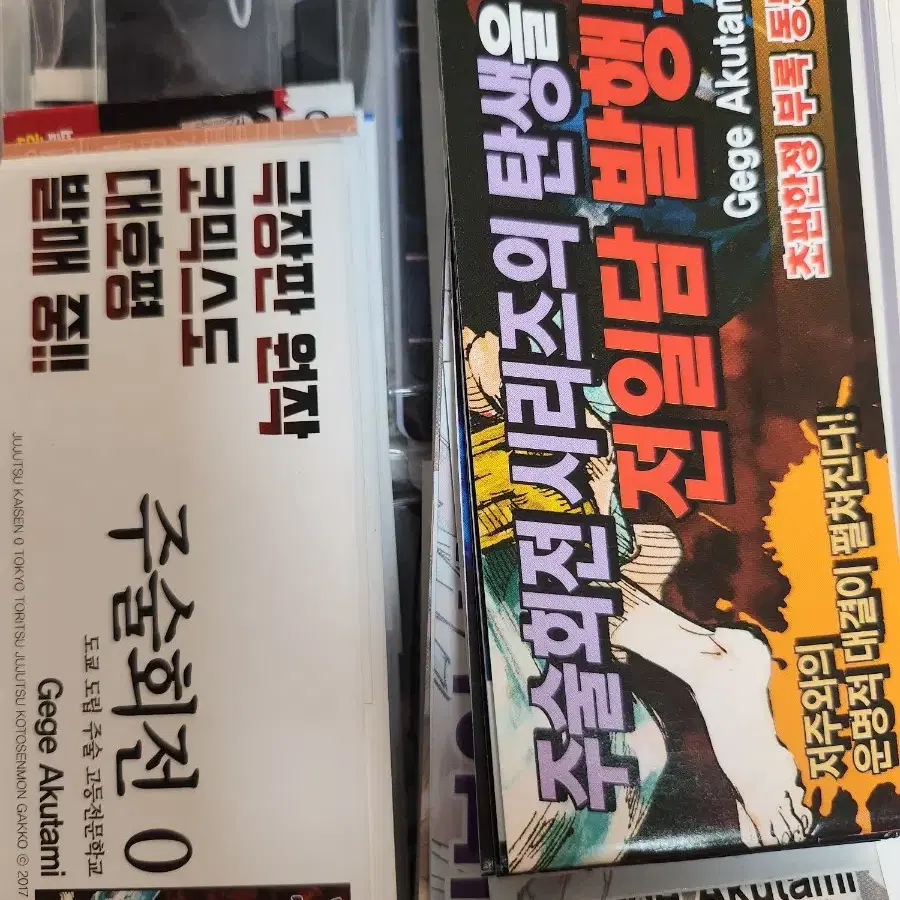 극장판 원작
코믹스도
대호평
발매 중!!
주술회전 0
도쿄 도립 주술 고등전문학교
Gege Akutami
JUJUTSU KAISEN 0 TOKYO TORITSU JUJUTSU KOTOSENMON GAKKO © 2017
주술회전 시리즈의 탄생을
전일담 발행!
Gege Akutami
초판한정 부록 동
저주와의
운명적 대결이 펼쳐진다!
Akutami